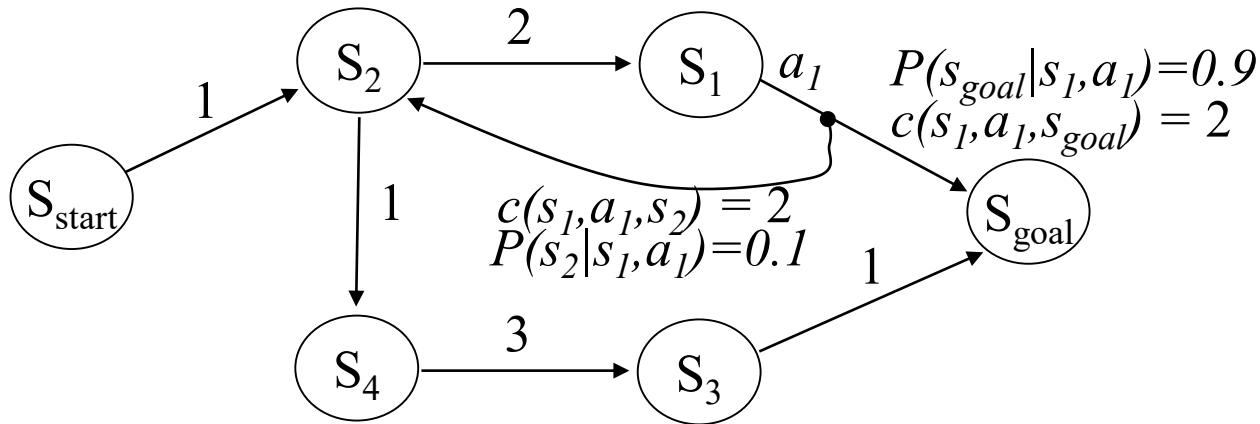 2
S2
S1
a1
P(sgoal|s1,a1)=0.9
c(s1,a1,sgoal) = 2
1
Sstart
1
c(s1,a1,s2) = 2
P(s2|s1,a1)=0.1
Sgoal
1
3
S4
S3